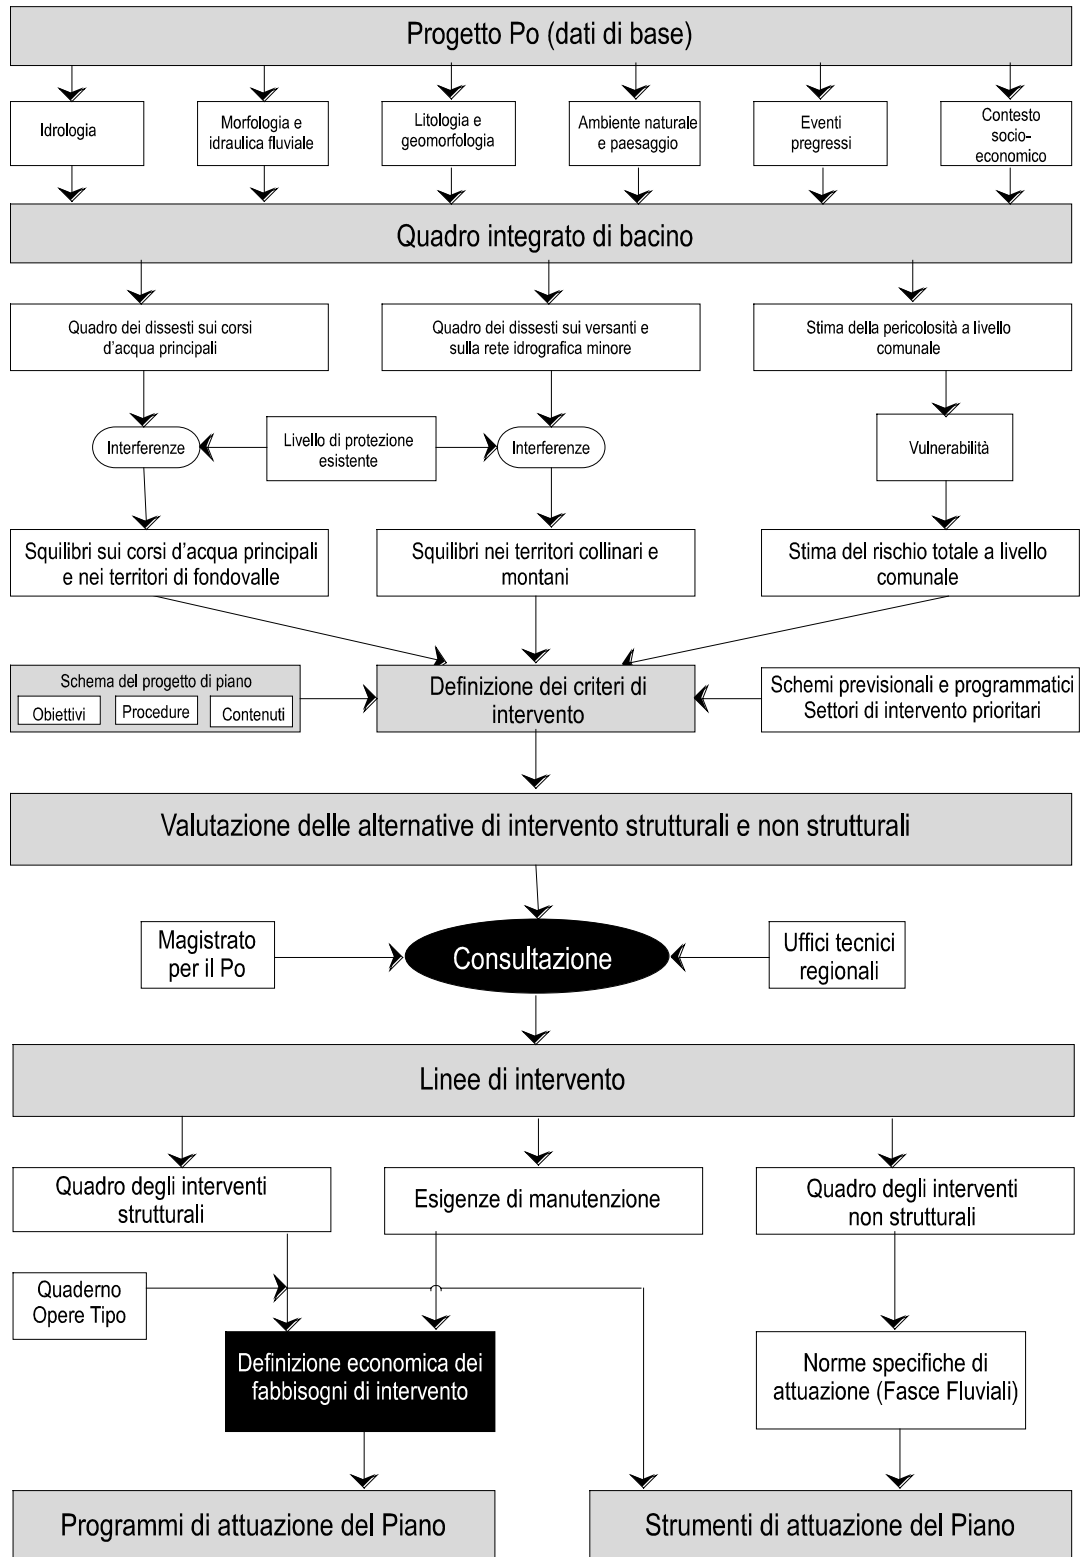 Progetto Po (dati di base)
Idrologia
Morfologia e
idraulica fluviale
Litologia e
geomorfologia
Ambiente naturale
e paesaggio
Eventi
pregressi
Contesto
socio-
economico
Quadro integrato di bacino
Quadro dei dissesti sui corsi
d'acqua principali
Quadro dei dissesti sui versanti e
sulla rete idrografica minore
Stima della pericolosità a livello
comunale
Interferenze
Livello di protezione
esistente
Interferenze
Vulnerabilità
Squilibri sui corsi d'acqua principali
e nei territori di fondovalle
Squilibri nei territori collinari e
montani
Stima del rischio totale a livello
comunale
Schema del progetto di piano
Obiettivi
Procedure
Contenuti
Definizione dei criteri di
intervento
Schemi previsionali e programmatici
Settori di intervento prioritari
Valutazione delle alternative di intervento strutturali e non strutturali
Magistrato
per il Po
Consultazione
Uffici tecnici
regionali
Linee di intervento
Quadro degli interventi
strutturali
Esigenze di manutenzione
Quadro degli interventi
non strutturali
Quaderno
Opere Tipo
Definizione economica dei
fabbisogni di intervento
Norme specifiche di
attuazione (Fasce Fluviali)
Programmi di attuazione del Piano
Strumenti di attuazione del Piano